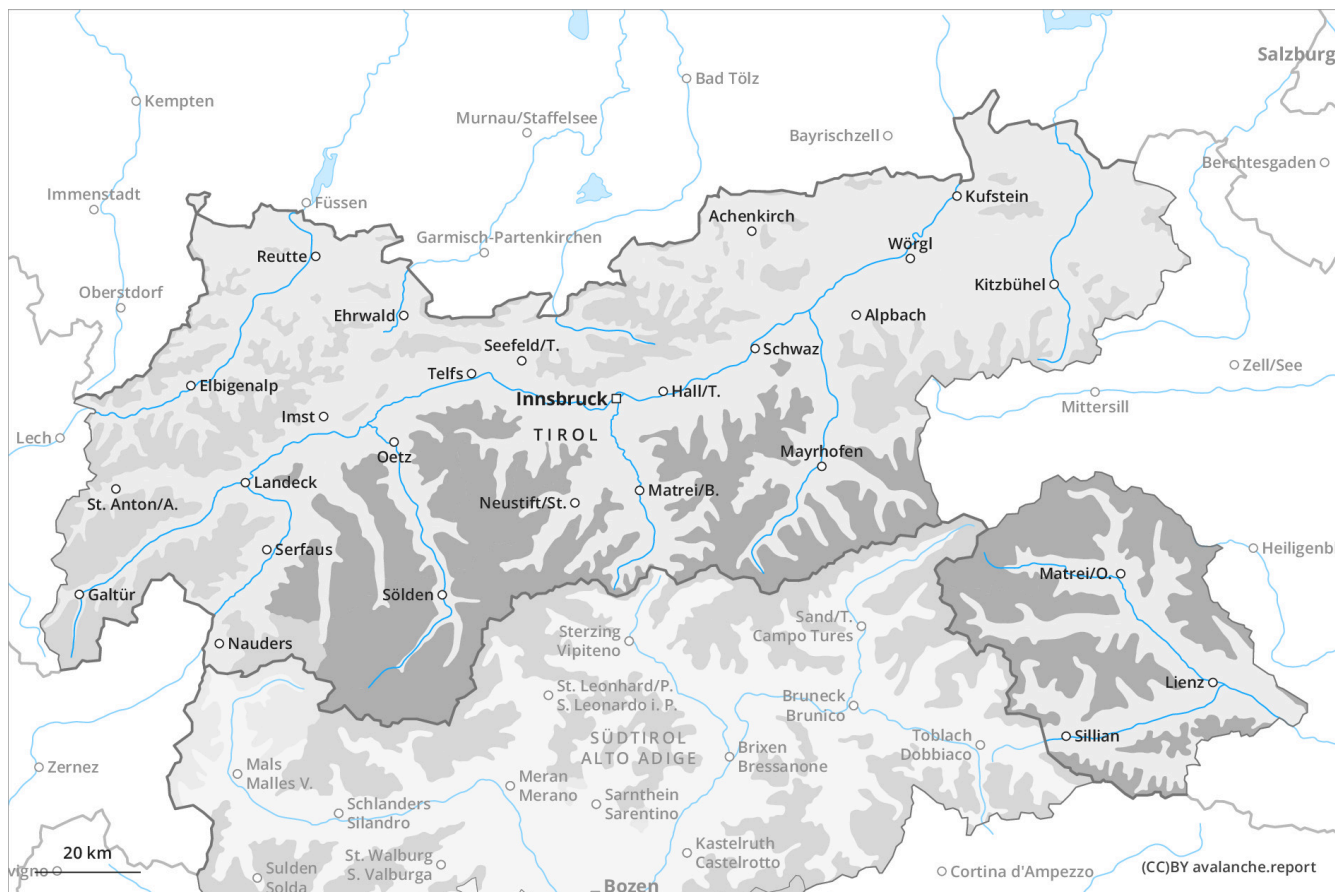 Salzburg
Bad Tölz
Kempten
Murnau/Staffelsee
Bayrischzell
Berchtesgaden
Immenstadt
Füssen
Kufstein
Achenkirch
Garmisch-Partenkirchen
Wörgl
Reutte
Kitzbühel
Oberstdorf
Ehrwald
Alpbach
Seefeld/T.
Schwaz
Zell/See
Telfs
Elbigenalp
Innsbruck
Hall/T.
Mittersill
Imst
TIROL
Lech
Oetz
Mayrhofen
Landeck
St. Anton/A.
Neustift/St.
Matrei/B.
Serfaus
Heiligenb
Matrei/O.
Galtür
Sölden
Sand/T.
Campo Tures
Sterzing
Vipiteno
Nauders
St. Leonhard/P.
S. Leonardo i. P.
Lienz
Bruneck
Brunico
SÜDTIROL
ALTO ADIGE
Toblach
Dobbiaco
Sillian
Brixen
Bressanone
Zernez
Mals
Malles V.
Meran
Merano
Sarnthein
Sarentino
Schlanders
Silandro
Kastelruth
Castelrotto
20 km
vigno
St. Walburg
S. Valburga
Sulden
Solda
Cortina d'Ampezzo
(CC)BY avalanche.report
Bozen